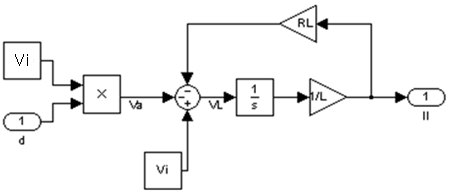 RL
Vi
×
Va
−
−
+
VL
1
s
1/L
1
Il
1
d
Vi